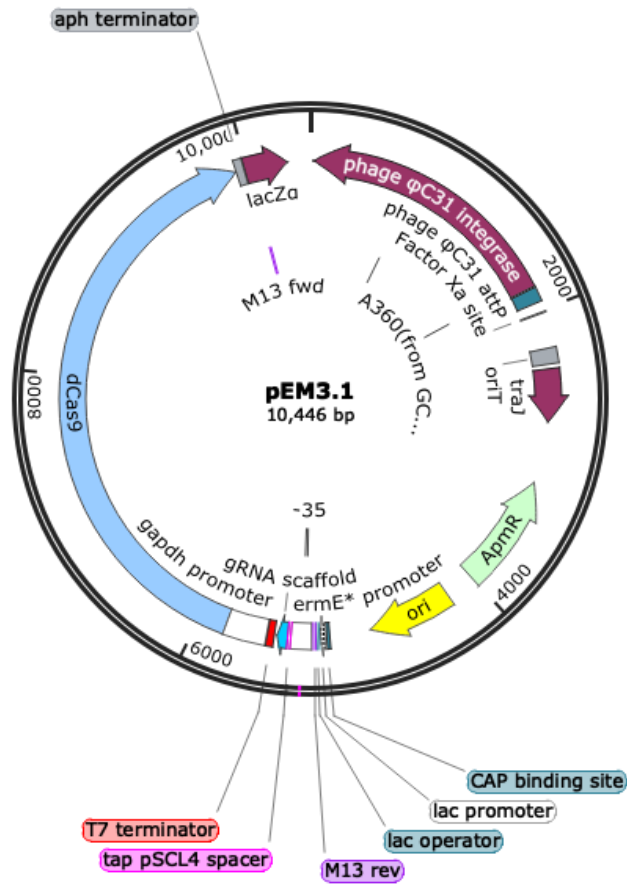 aph terminator
10,000
lacZα
phage φC31 integrase
phage φC31 attP
Factor Xa site
2000
M13 fwd
A360(from GC...
oriT
traJ
pEM3.1
10,446 bp
8000
dCas9
-35
ApmR
4000
gapdh promoter
gRNA scaffold
ermE* promoter
ori
6000
CAP binding site
lac promoter
lac operator
T7 terminator
tap pSCL4 spacer
M13 rev